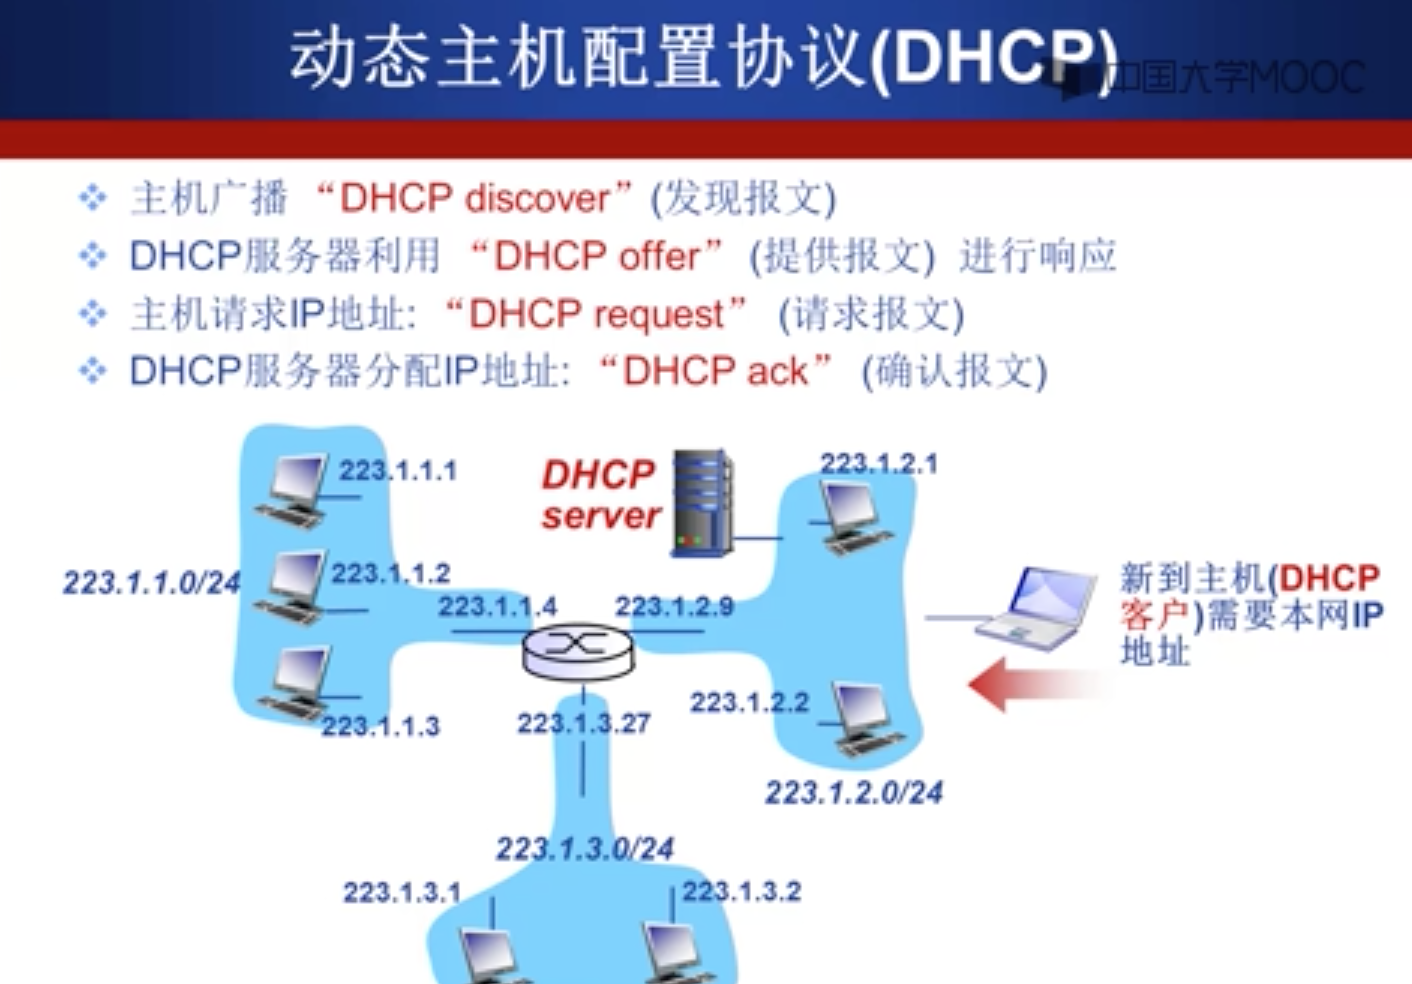 动态主机配置协议(DHCP)
中国大学MOOC
主机广播 “DHCP discover” (发现报文)
DHCP服务器利用 “DHCP offer” (提供报文) 进行响应
主机请求IP地址: “DHCP request” (请求报文)
DHCP服务器分配IP地址: “DHCP ack” (确认报文)
223.1.1.1
DHCP
server
223.1.2.1
223.1.1.0/24
223.1.1.2
223.1.1.4
223.1.2.9
新到主机(DHCP
客户)需要本网IP
地址
223.1.1.3
223.1.3.27
223.1.2.2
223.1.2.0/24
223.1.3.0/24
223.1.3.1
223.1.3.2